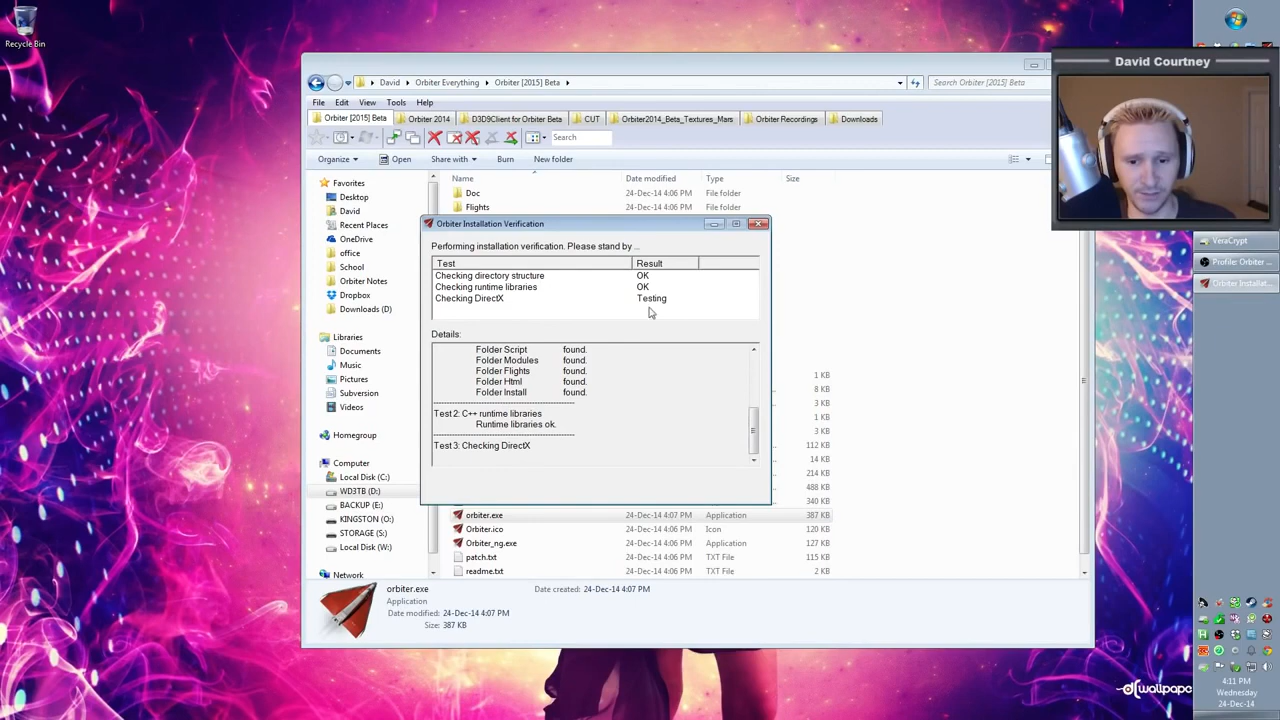 Recycle Bin
David
Orbiter Everything
Orbiter [2015] Beta
Search Orbiter [2015] Beta
David Courtney
File Edit View Tools Help
Orbiter [2015] Beta
Orbiter 2014
D3D9Client for Orbiter Beta
CUT
Orbiter2014_Beta_Textures_Mars
Orbiter Recordings
Downloads
Search
Organize
Open
Share with
Burn
New folder
Name Date modified Type Size
Favorites
Desktop
David
Recent Places
OneDrive
office
School
Orbiter Notes
Dropbox
Downloads (D)
Libraries
Documents
Music
Pictures
Subversion
Videos
Homegroup
Computer
Local Disk (C:)
WD3TB (D:)
BACKUP (E:)
KINGSTON (O:)
STORAGE (S:)
Local Disk (W:)
Network
Doc 24-Dec-14 4:06 PM File folder
Flights 24-Dec-14 4:06 PM File folder
Orbiter Installation Verification
Performing installation verification. Please stand by ...
Test Result
Checking directory structure OK
Checking runtime libraries OK
Checking DirectX Testing
Details:
Folder Script found.
Folder Modules found.
Folder Flights found.
Folder Html found.
Folder Install found.
----------------------------------------
Test 2: C++ runtime libraries
Runtime libraries ok.
----------------------------------------
Test 3: Checking DirectX
1 KB
8 KB
3 KB
1 KB
3 KB
112 KB
14 KB
214 KB
488 KB
340 KB
orbiter.exe 24-Dec-14 4:07 PM Application 387 KB
Orbiter.ico 24-Dec-14 4:06 PM Icon 120 KB
Orbiter_ng.exe 24-Dec-14 4:06 PM Application 127 KB
patch.txt 24-Dec-14 4:06 PM TXT File 115 KB
readme.txt 24-Dec-14 4:06 PM TXT File 2 KB
orbiter.exe Date created: 24-Dec-14 4:07 PM
Application
Date modified: 24-Dec-14 4:07 PM
Size: 387 KB
VeraCrypt
Profile: Orbiter ...
Orbiter Installat...
4:11 PM
Wednesday
24-Dec-14